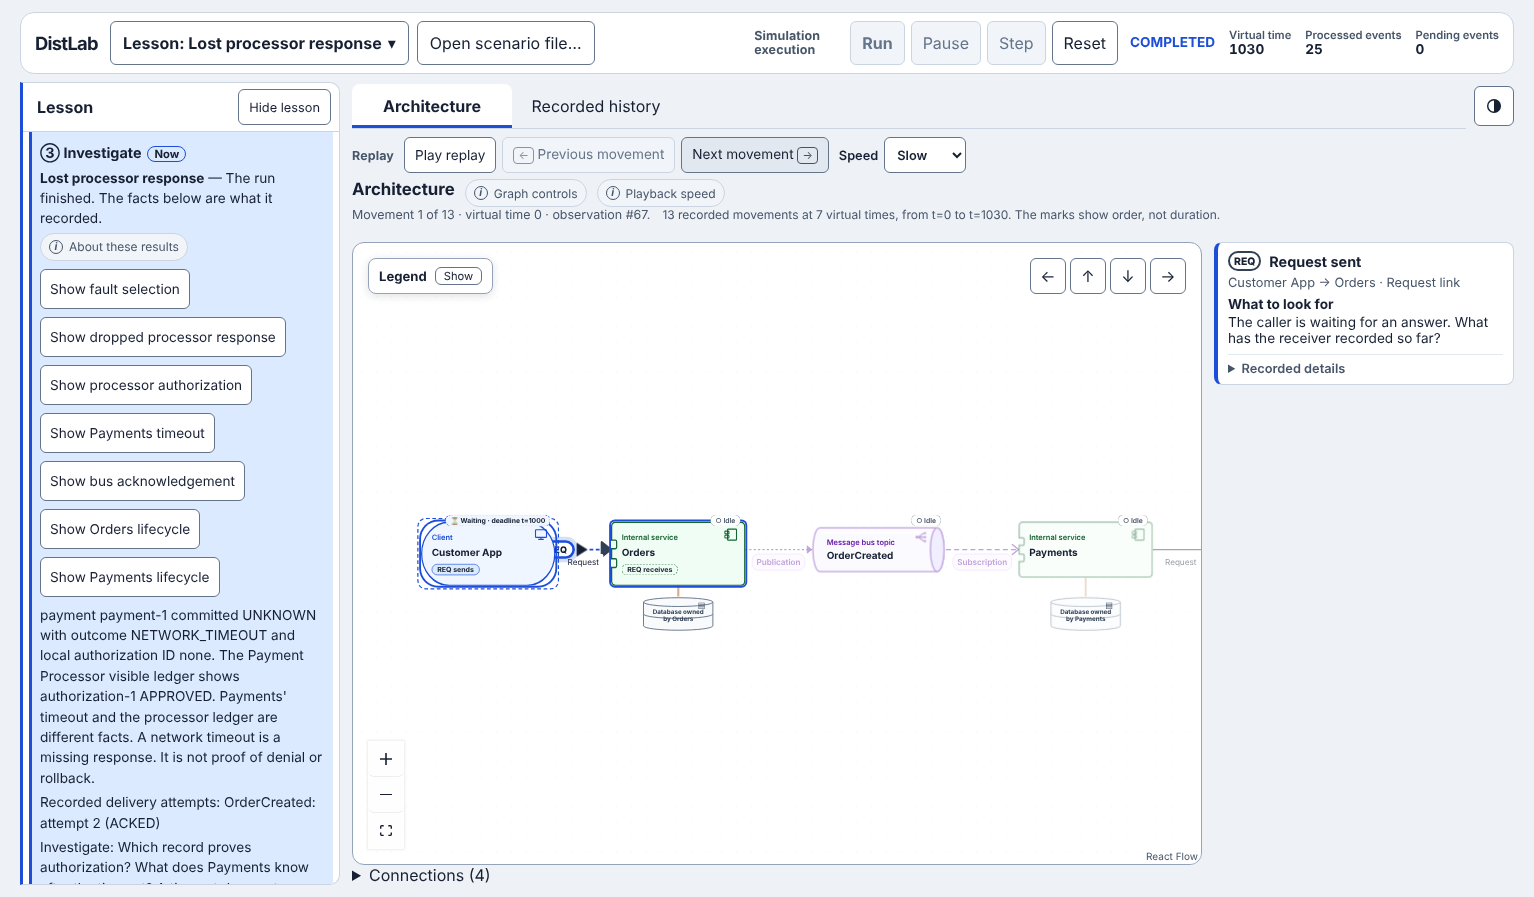 DistLab
Lesson: Lost processor response ▾
Open scenario file...
Simulation execution
Run
Pause
Step
Reset
COMPLETED
Virtual time
1030
Processed events
25
Pending events
0
Lesson
Hide lesson
3 Investigate Now
Lost processor response — The run
finished. The facts below are what it
recorded.
i About these results
Show fault selection
Show dropped processor response
Show processor authorization
Show Payments timeout
Show bus acknowledgement
Show Orders lifecycle
Show Payments lifecycle
payment payment-1 committed UNKNOWN
with outcome NETWORK_TIMEOUT and
local authorization ID none. The Payment
Processor visible ledger shows
authorization-1 APPROVED. Payments'
timeout and the processor ledger are
different facts. A network timeout is a
missing response. It is not proof of denial or
rollback.
Recorded delivery attempts: OrderCreated:
attempt 2 (ACKED)
Investigate: Which record proves
authorization? What does Payments know
Architecture
Recorded history
Replay
Play replay
← Previous movement
Next movement →
Speed
Slow
Architecture
i Graph controls
i Playback speed
Movement 1 of 13 · virtual time 0 · observation #67. 13 recorded movements at 7 virtual times, from t=0 to t=1030. The marks show order, not duration.
Legend
Show
← ↑ ↓ →
Waiting · deadline t=1000
Client
Customer App
REQ sends
Request
Idle
Internal service
Orders
REQ receives
Database owned
by Orders
Publication
Idle
Message bus topic
OrderCreated
Subscription
Idle
Internal service
Payments
Database owned
by Payments
Request
+
−
React Flow
Connections (4)
REQ Request sent
Customer App → Orders · Request link
What to look for
The caller is waiting for an answer. What
has the receiver recorded so far?
Recorded details